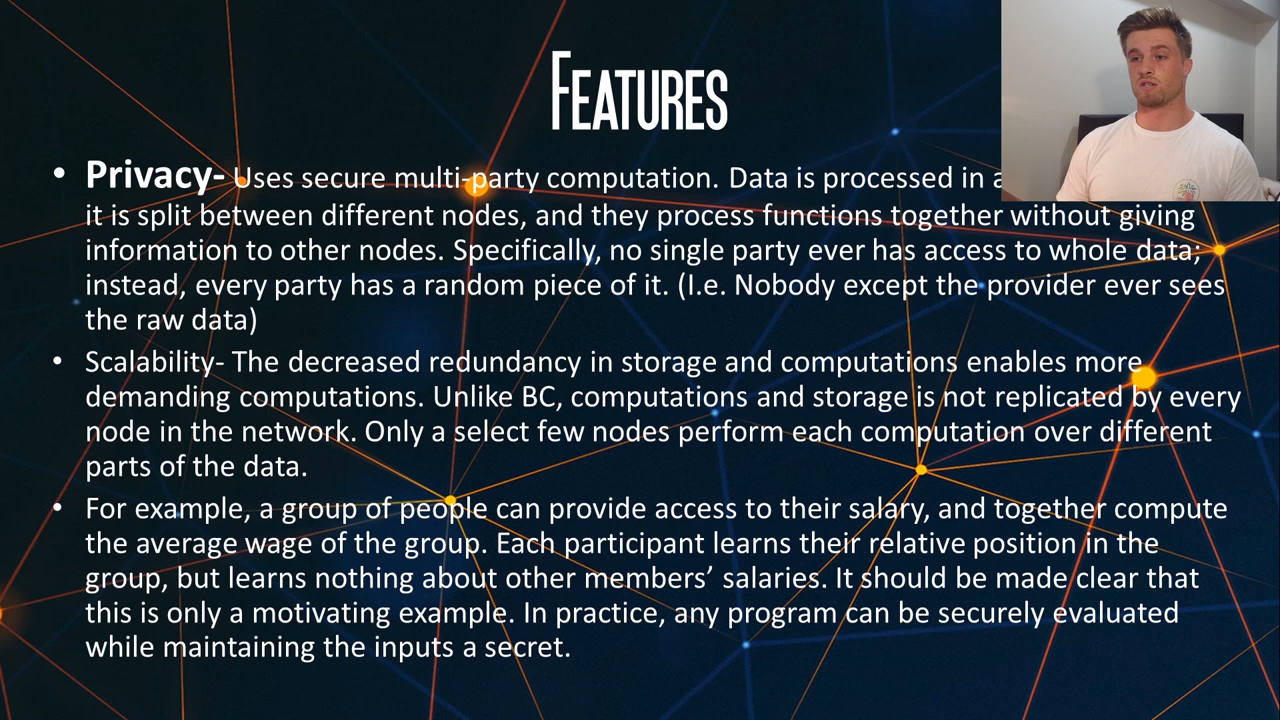 Features
• Privacy- Uses secure multi-party computation. Data is processed in a
it is split between different nodes, and they process functions together without giving
information to other nodes. Specifically, no single party ever has access to whole data;
instead, every party has a random piece of it. (I.e. Nobody except the provider ever sees
the raw data)
• Scalability- The decreased redundancy in storage and computations enables more
demanding computations. Unlike BC, computations and storage is not replicated by every
node in the network. Only a select few nodes perform each computation over different
parts of the data.
• For example, a group of people can provide access to their salary, and together compute
the average wage of the group. Each participant learns their relative position in the
group, but learns nothing about other members’ salaries. It should be made clear that
this is only a motivating example. In practice, any program can be securely evaluated
while maintaining the inputs a secret.